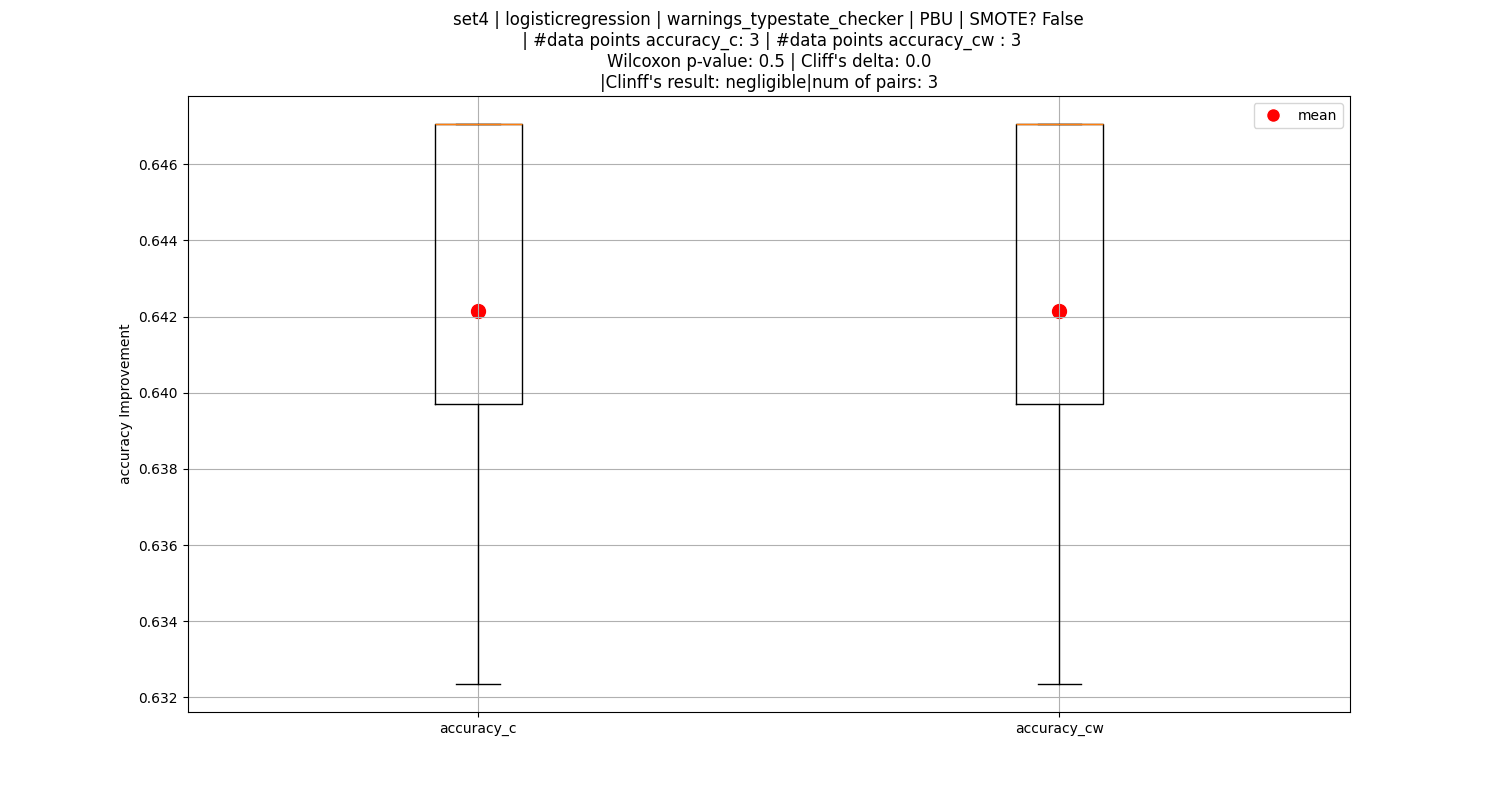 set4 | logisticregression | warnings_typestate_checker | PBU | SMOTE? False
| #data points accuracy_c: 3 | #data points accuracy_cw : 3
Wilcoxon p-value: 0.5 | Cliff's delta: 0.0
|Clinff's result: negligible|num of pairs: 3
mean
0.646
0.644
0.642
0.640
0.638
0.636
0.634
0.632
accuracy Improvement
accuracy_c
accuracy_cw